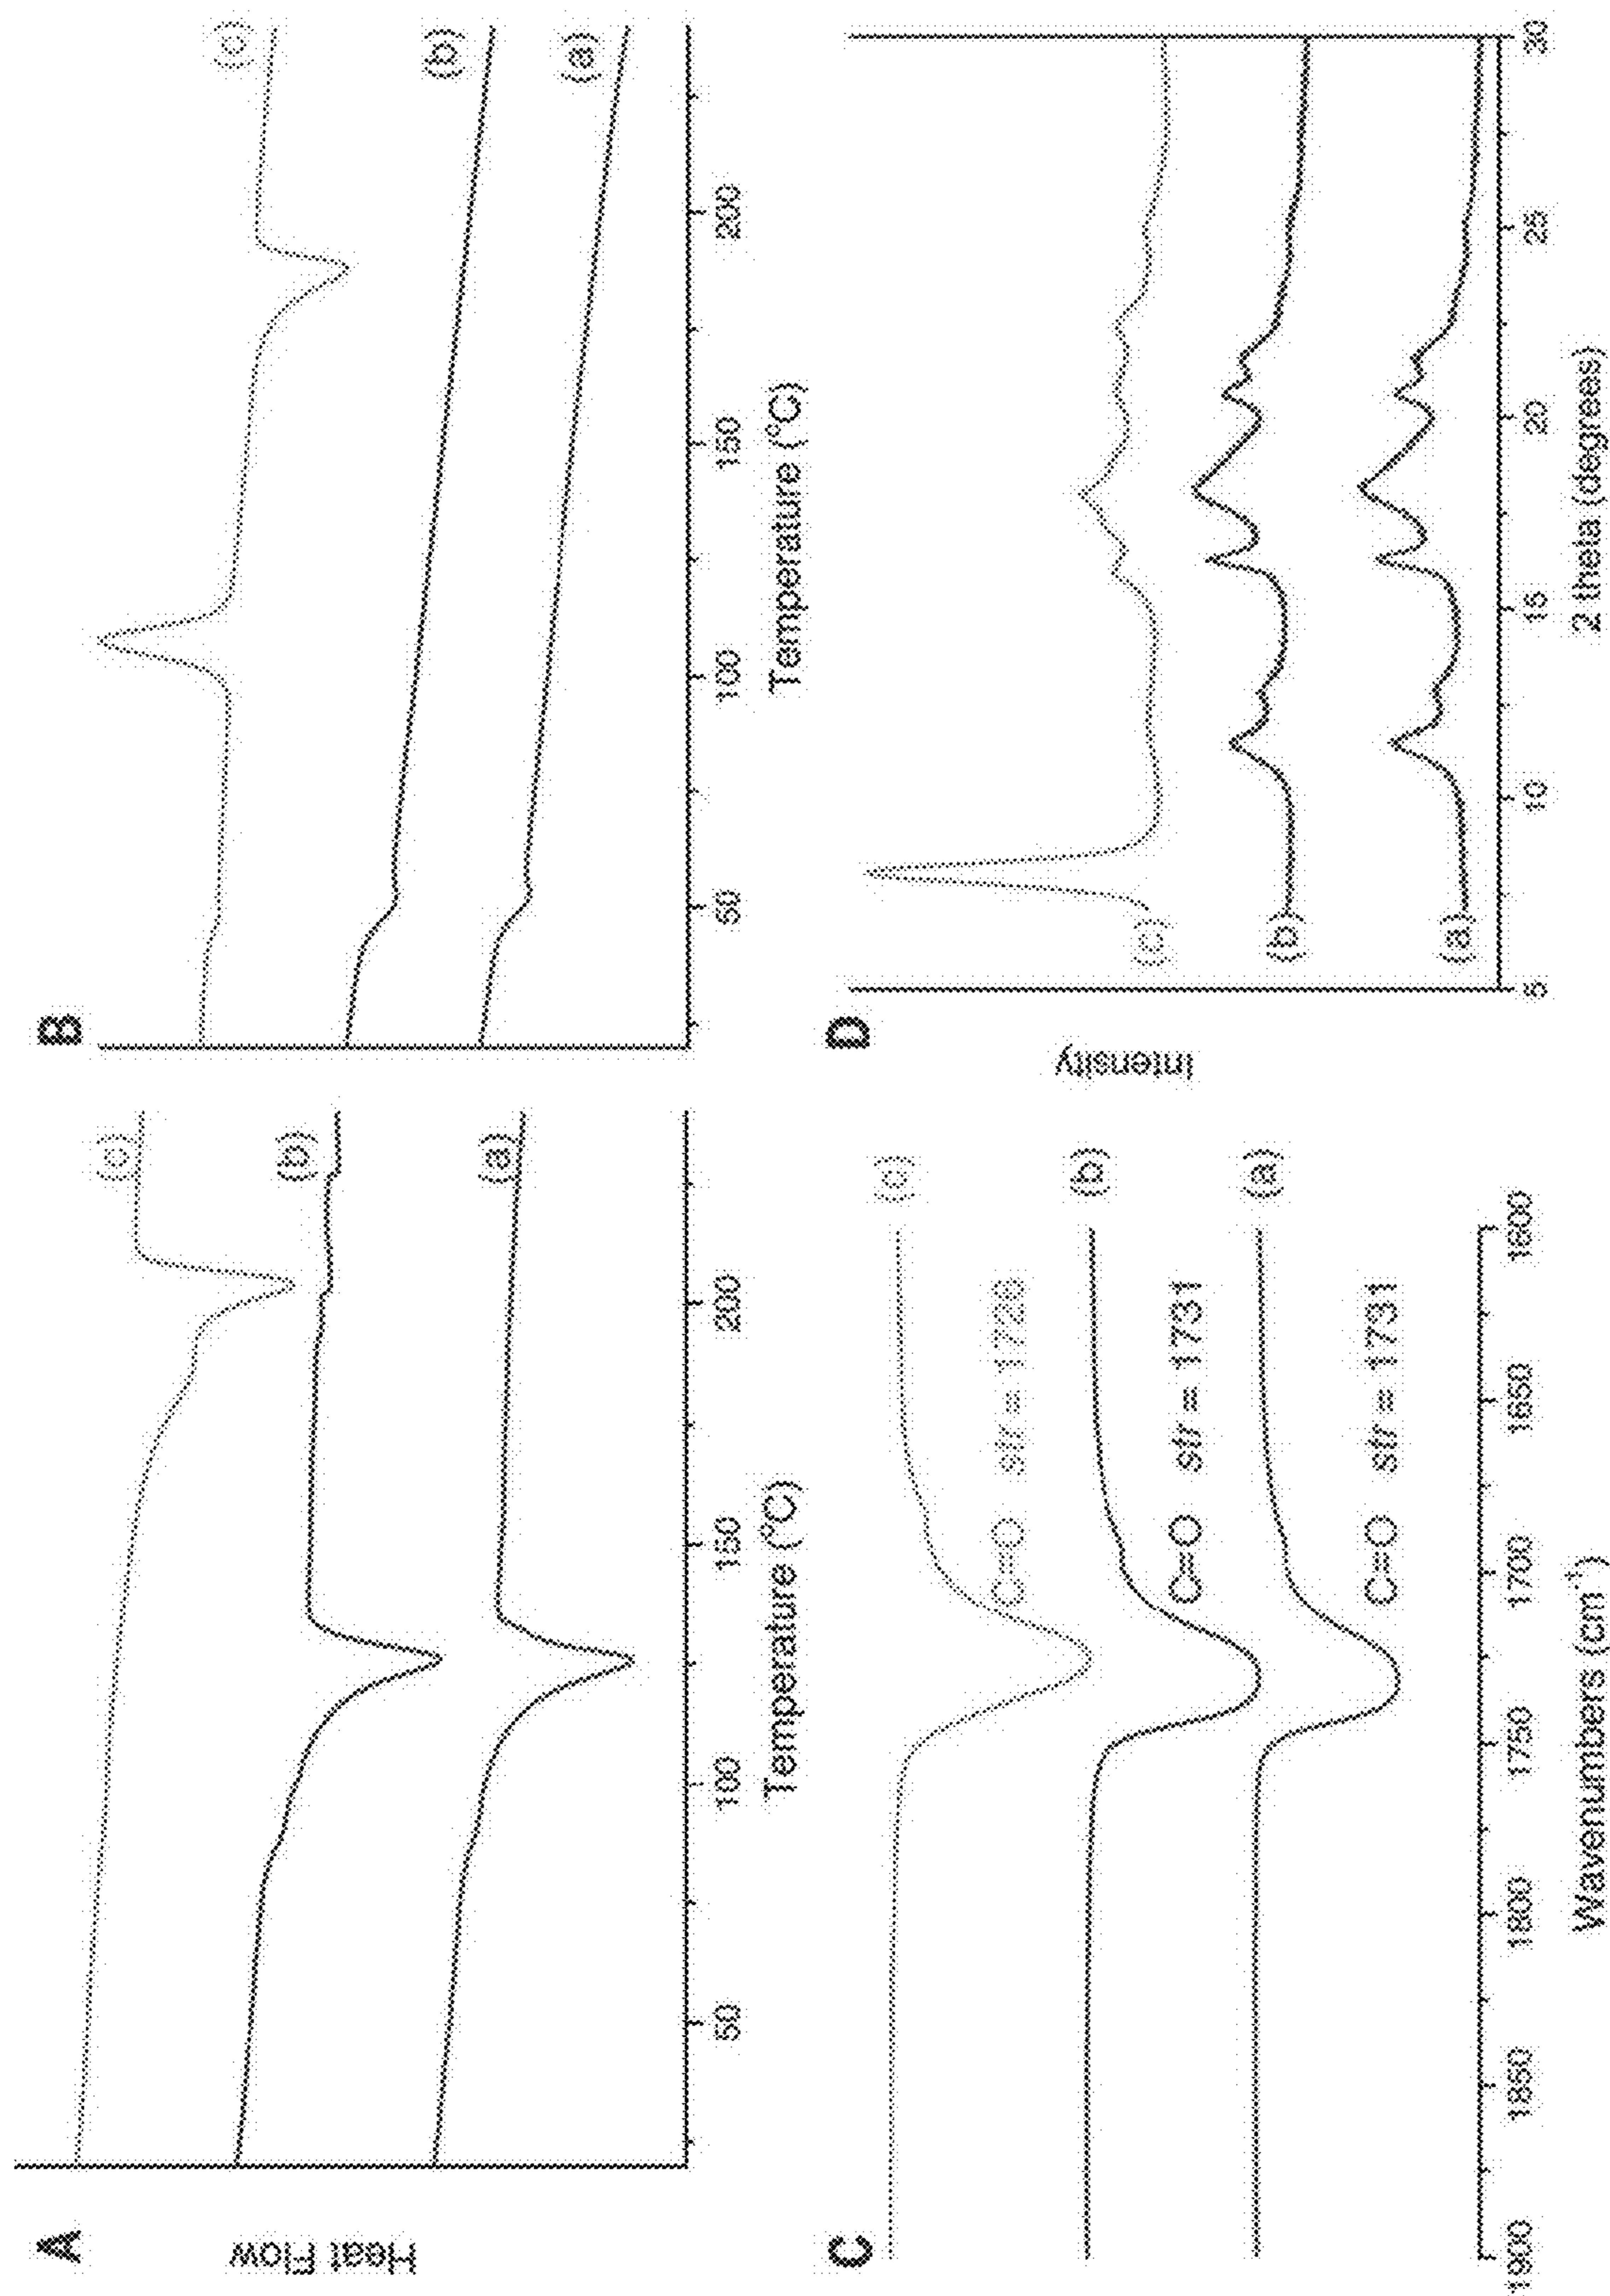 A
Heat Flow
(c)
(b)
(a)
50 100 150 200
Temperature (°C)
B
(c)
(b)
(a)
50 100 150 200
Temperature (°C)
C
(c)
C=O str =
(b)
C=O str = 1731
(a)
C=O str = 1731
1900 1850 1800 1750 1700 1650 1600
Wavenumbers (cm⁻¹)
D
Intensity
(c)
(b)
(a)
5 10 15 20 25 30
2 theta (degrees)